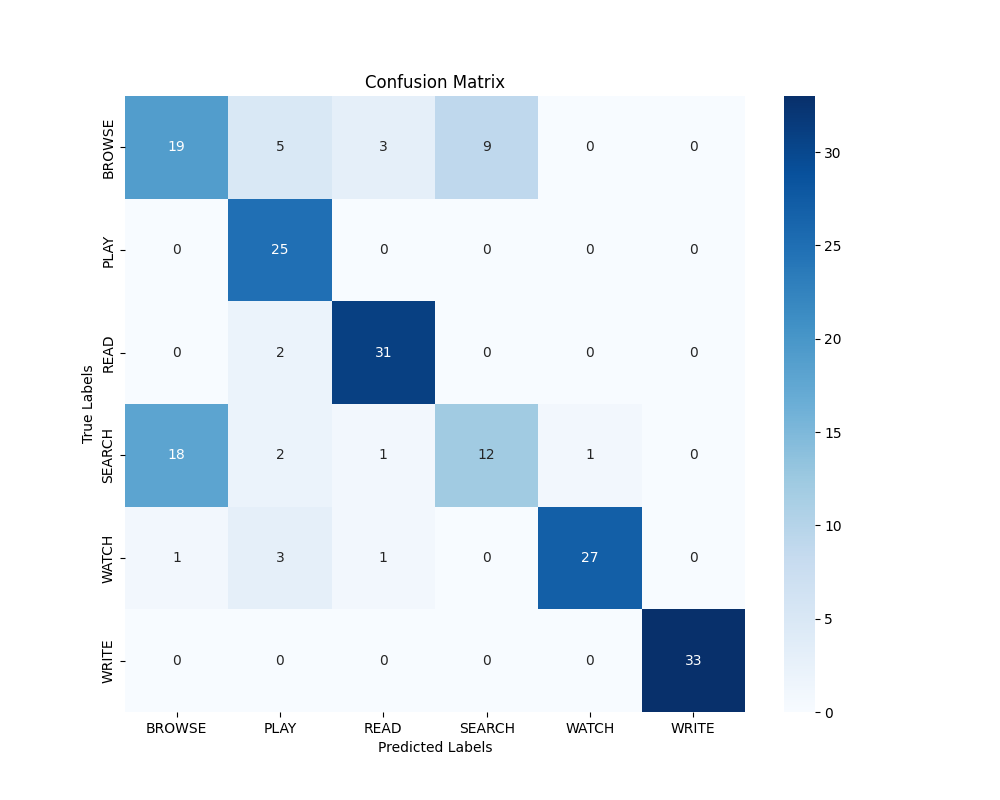 Confusion Matrix
BROWSE 19 5 3 9 0 0
PLAY 0 25 0 0 0 0
READ 0 2 31 0 0 0
SEARCH 18 2 1 12 1 0
WATCH 1 3 1 0 27 0
WRITE 0 0 0 0 0 33
BROWSE PLAY READ SEARCH WATCH WRITE
Predicted Labels
True Labels
30
25
20
15
10
5
0